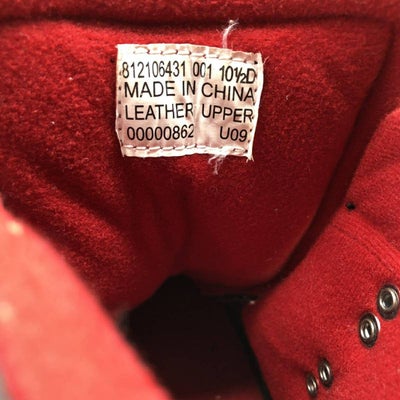 812106431 001 10½D
MADE IN CHINA
LEATHER UPPER
00000862 U09